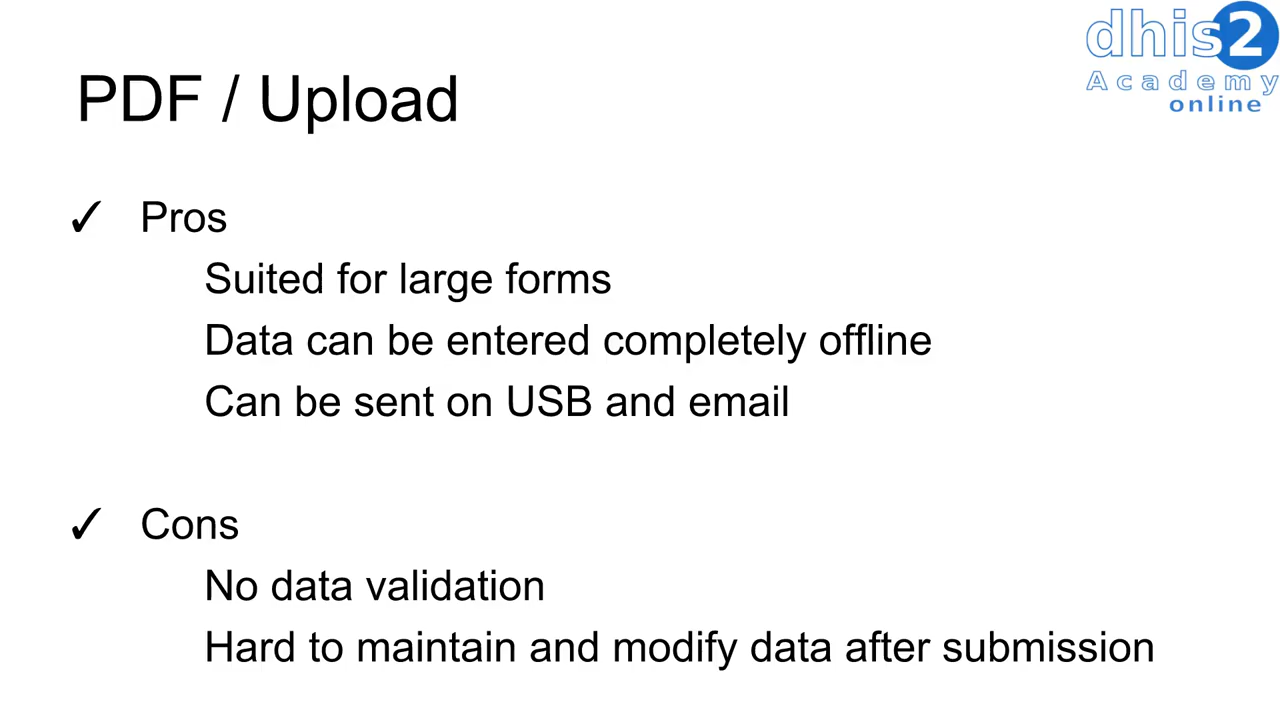 dhis2
Academy
online
PDF / Upload
✓ Pros
Suited for large forms
Data can be entered completely offline
Can be sent on USB and email
✓ Cons
No data validation
Hard to maintain and modify data after submission